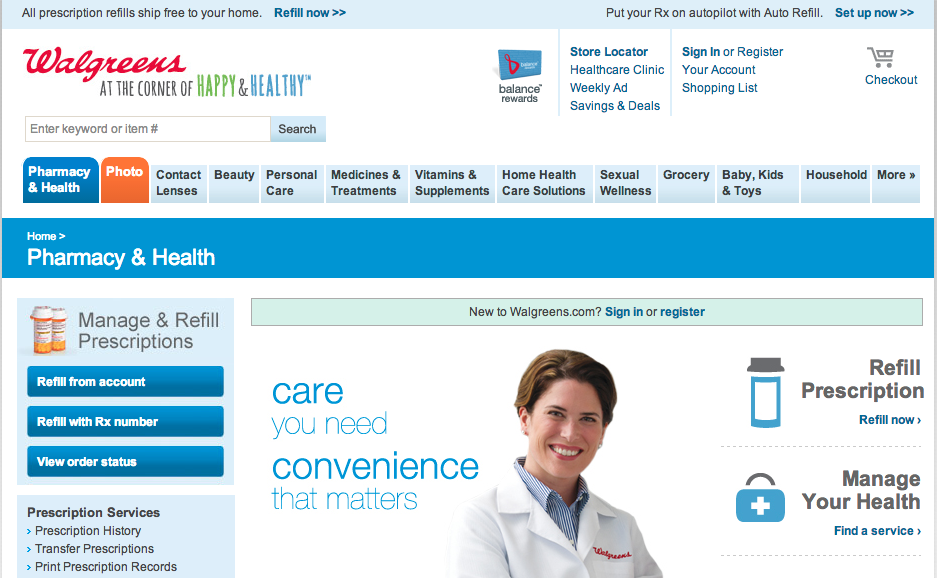 All prescription refills ship free to your home. Refill now >>
Put your Rx on autopilot with Auto Refill. Set up now >>
Walgreens
AT THE CORNER OF HAPPY & HEALTHY™
balance™
rewards
Store Locator
Healthcare Clinic
Weekly Ad
Savings & Deals
Sign In or Register
Your Account
Shopping List
Checkout
Enter keyword or item #
Search
Pharmacy
& Health
Photo
Contact
Lenses
Beauty
Personal
Care
Medicines &
Treatments
Vitamins &
Supplements
Home Health
Care Solutions
Sexual
Wellness
Grocery
Baby, Kids
& Toys
Household
More »
Home >
Pharmacy & Health
Manage & Refill
Prescriptions
Refill from account
Refill with Rx number
View order status
Prescription Services
› Prescription History
› Transfer Prescriptions
› Print Prescription Records
New to Walgreens.com? Sign in or register
care
you need
convenience
that matters
Walgreens
Refill
Prescription
Refill now ›
Manage
Your Health
Find a service ›